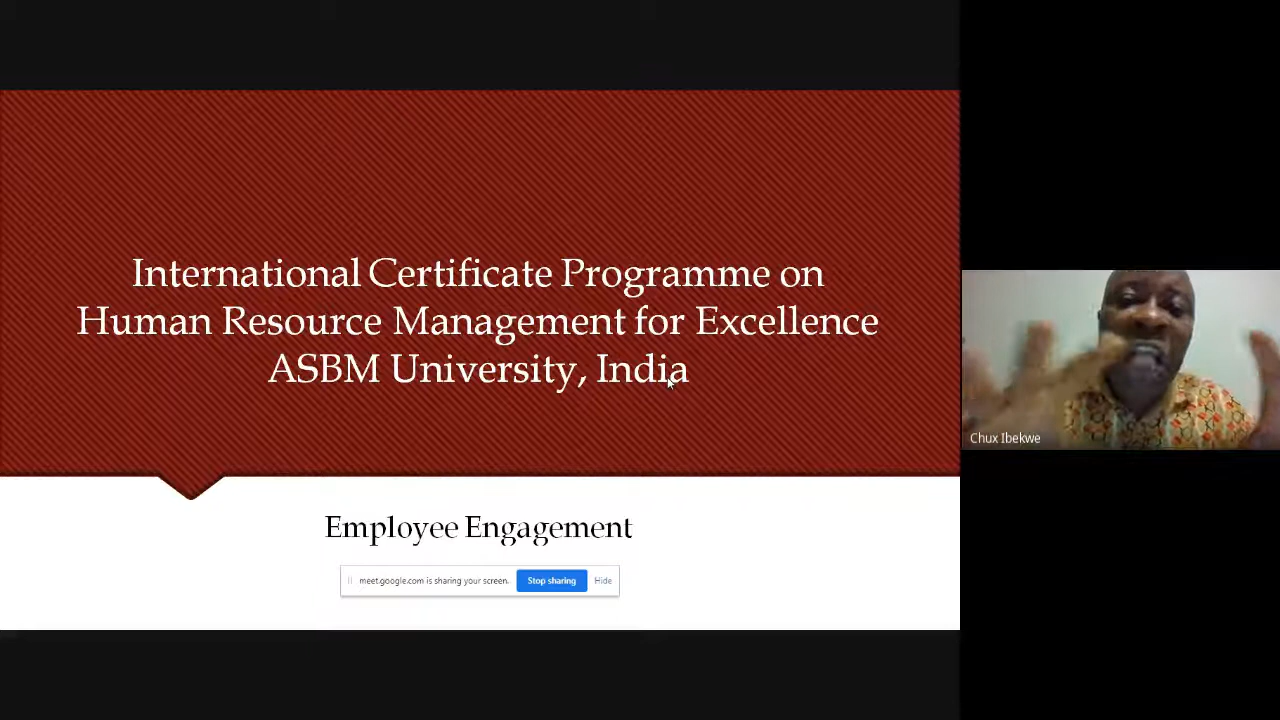 International Certificate Programme on
Human Resource Management for Excellence
ASBM University, India
Employee Engagement
meet.google.com is sharing your screen.
Stop sharing
Hide
Chux Ibekwe